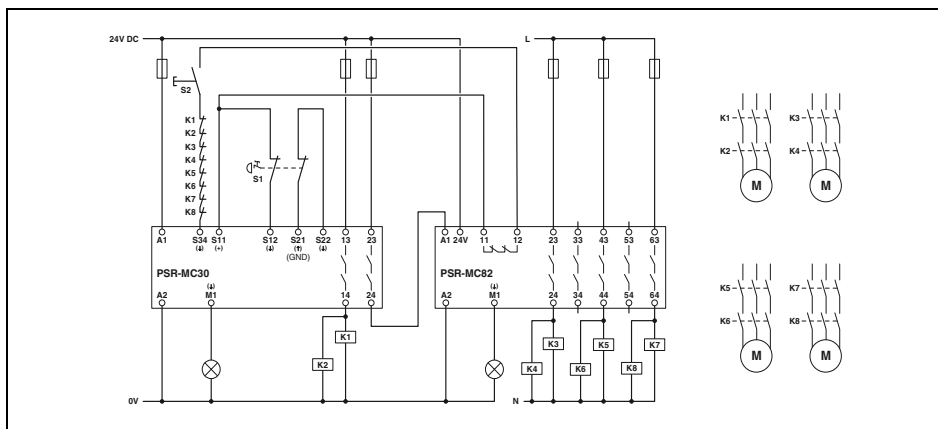 24V DC
L
S2
K1
K2
K3
K4
K5
K6
K7
K8
S1
A1 S34 S11 S12 S21 S22 13 23
(↓) (+) (↓) (↑) (↓)
(GND)
PSR-MC30
(↓)
A2 M1 14 24
K1
K2
0V
A1 24V 11 12 23 33 43 53 63
PSR-MC82
(↓)
A2 M1 24 34 44 54 64
K3
K4
K5
K6
K7
K8
N
K1
K2
M
K3
K4
M
K5
K6
M
K7
K8
M